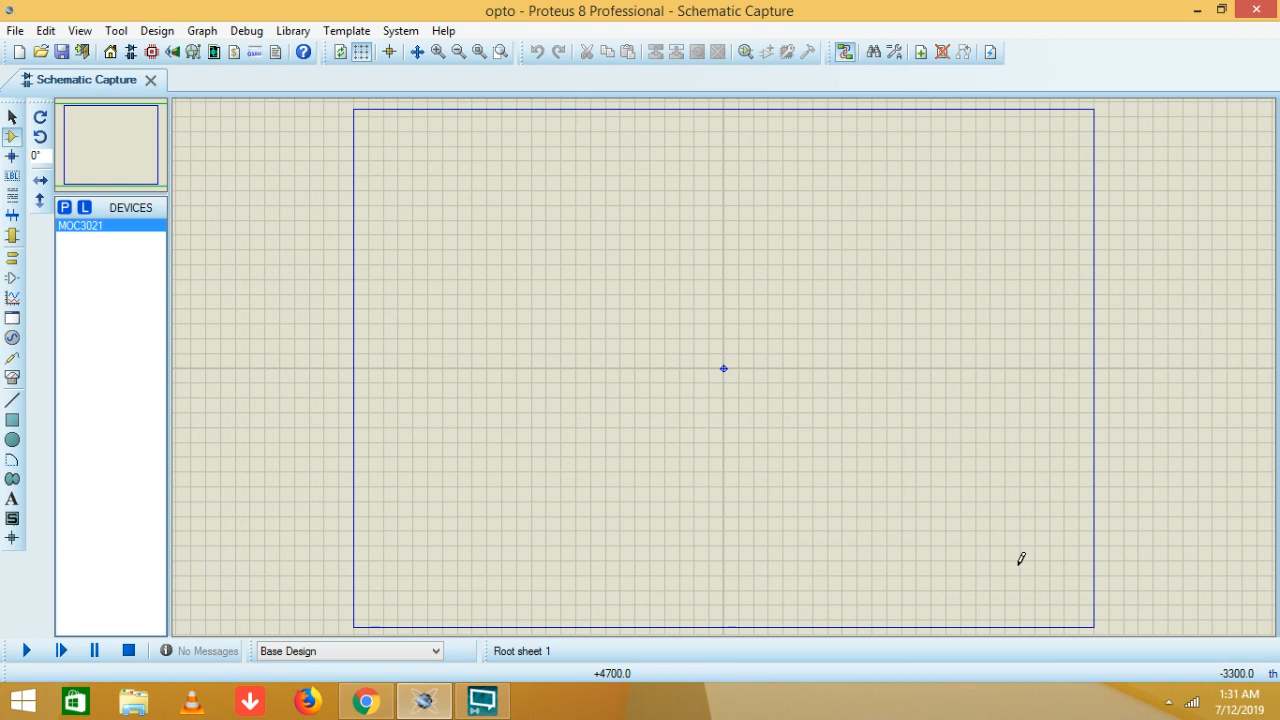 opto - Proteus 8 Professional - Schematic Capture
File Edit View Tool Design Graph Debug Library Template System Help
Schematic Capture
0°
P L DEVICES
MOC3021
LBL
A
S
No Messages
Base Design
Root sheet 1
+4700.0
-3300.0 th
1:31 AM
7/12/2019